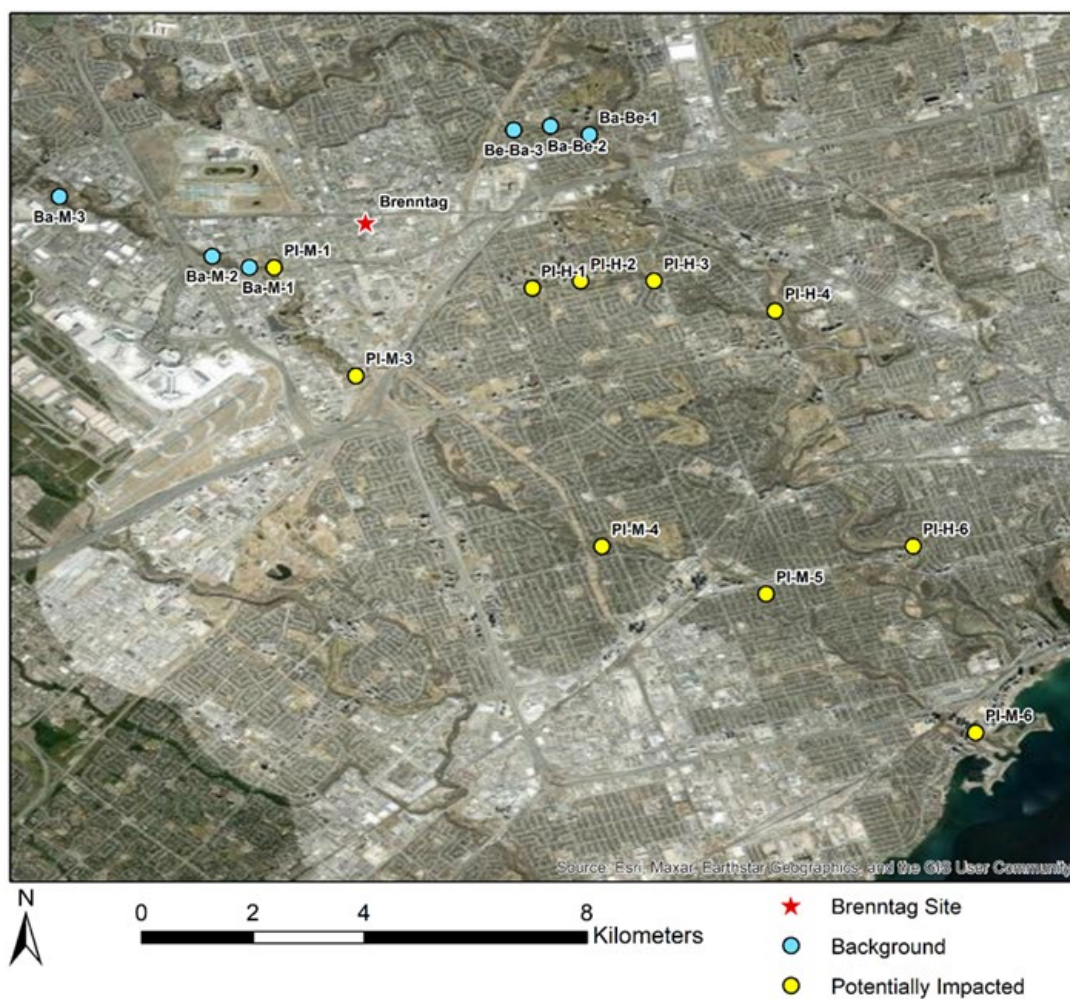 Ba-Be-1
Be-Ba-3
Ba-Be-2
Brenntag
Ba-M-3
PI-M-1
Ba-M-2
Ba-M-1
PI-H-1
PI-H-2
PI-H-3
PI-H-4
PI-M-3
PI-M-4
PI-H-6
PI-M-5
PI-M-6
Source: Esri, Maxar, Earthstar Geographics, and the GIS User Community
N
0 2 4 8
Kilometers
Brenntag Site
Background
Potentially Impacted